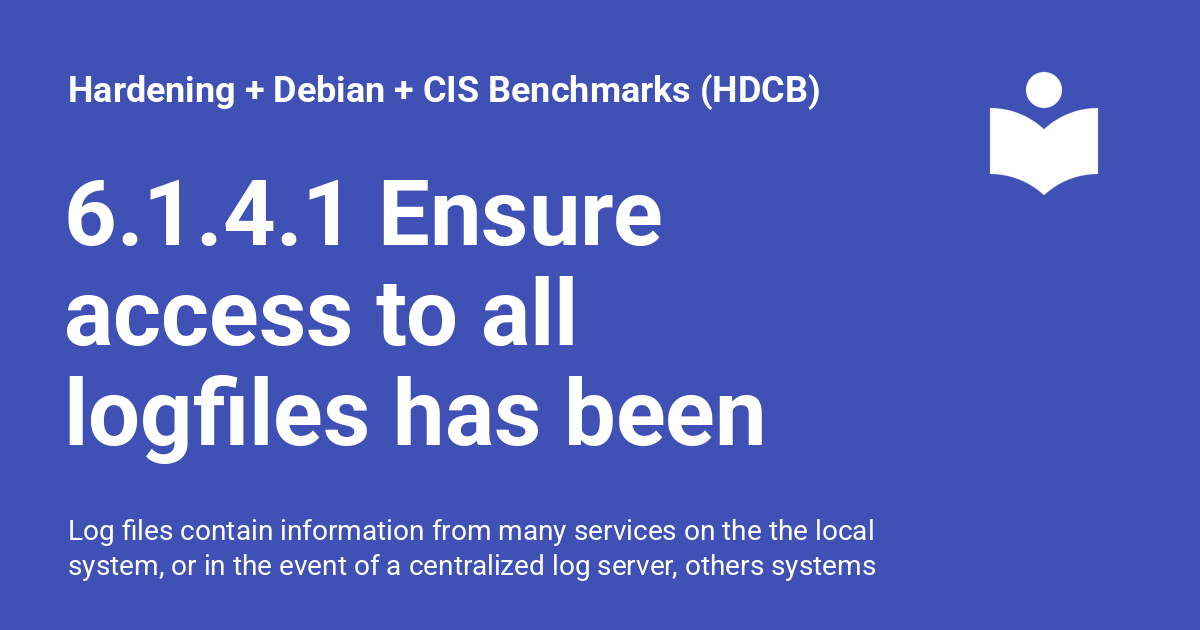 Hardening + Debian + CIS Benchmarks (HDCB)
6.1.4.1 Ensure
access to all
logfiles has been
Log files contain information from many services on the the local
system, or in the event of a centralized log server, others systems